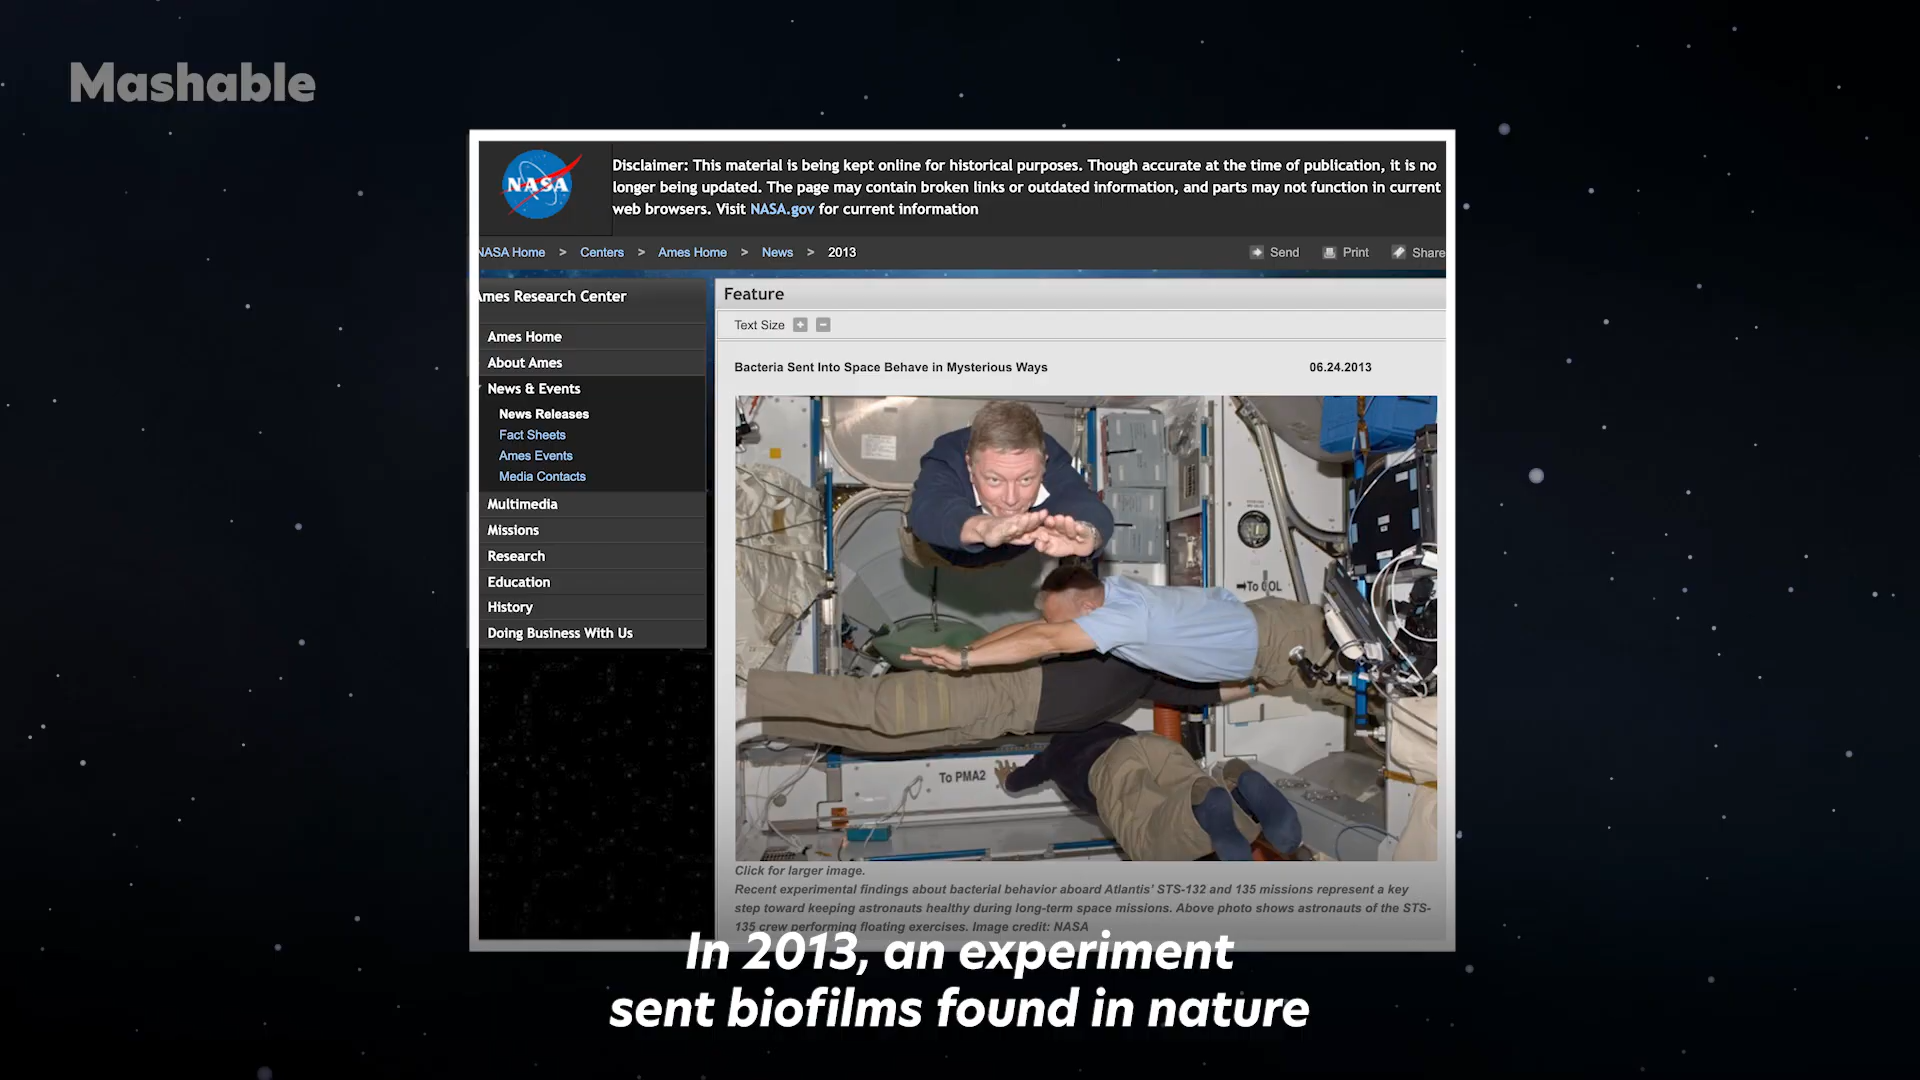 Mashable
NASA
Disclaimer: This material is being kept online for historical purposes. Though accurate at the time of publication, it is no
longer being updated. The page may contain broken links or outdated information, and parts may not function in current
web browsers. Visit NASA.gov for current information
NASA Home > Centers > Ames Home > News > 2013
Send Print Share
Ames Research Center
Ames Home
About Ames
News & Events
News Releases
Fact Sheets
Ames Events
Media Contacts
Multimedia
Missions
Research
Education
History
Doing Business With Us
Feature
Text Size + -
Bacteria Sent Into Space Behave in Mysterious Ways 06.24.2013
To COL
To PMA2
Click for larger image.
Recent experimental findings about bacterial behavior aboard Atlantis' STS-132 and 135 missions represent a key
step toward keeping astronauts healthy during long-term space missions. Above photo shows astronauts of the STS-
135 crew performing floating exercises. Image credit: NASA
In 2013, an experiment
sent biofilms found in nature